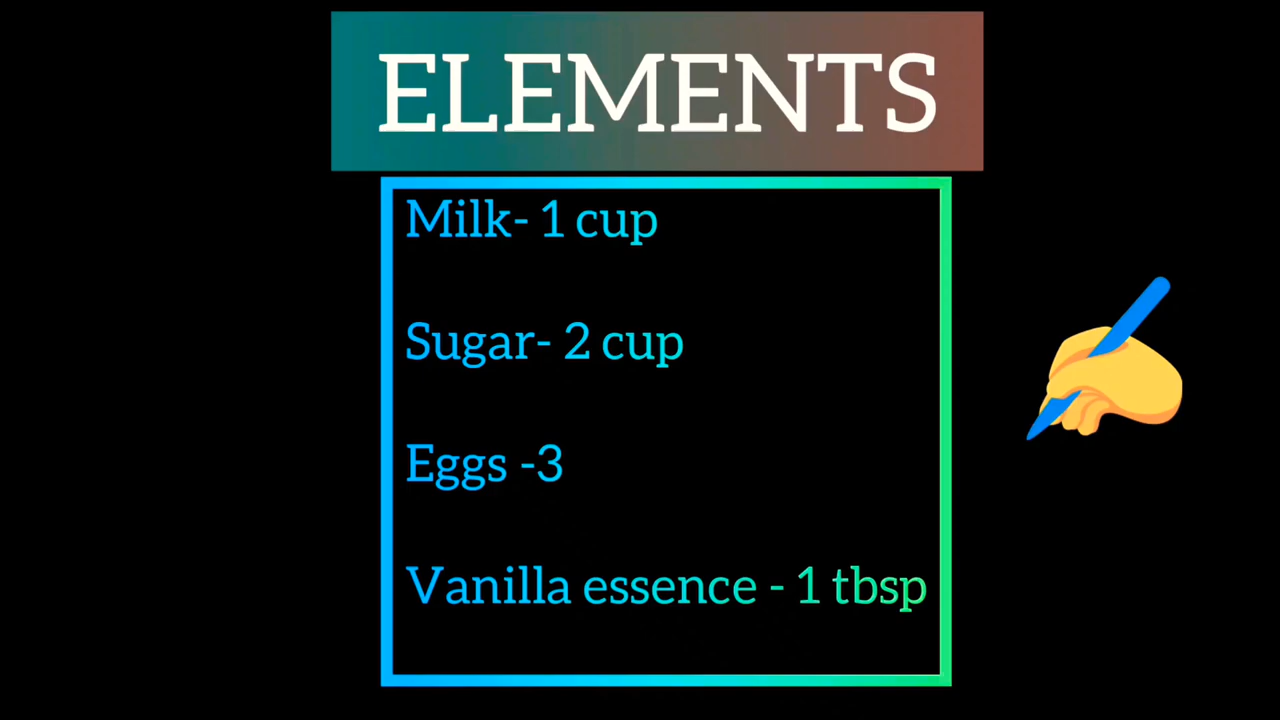 ELEMENTS
Milk- 1 cup
Sugar- 2 cup
Eggs -3
Vanilla essence - 1 tbsp